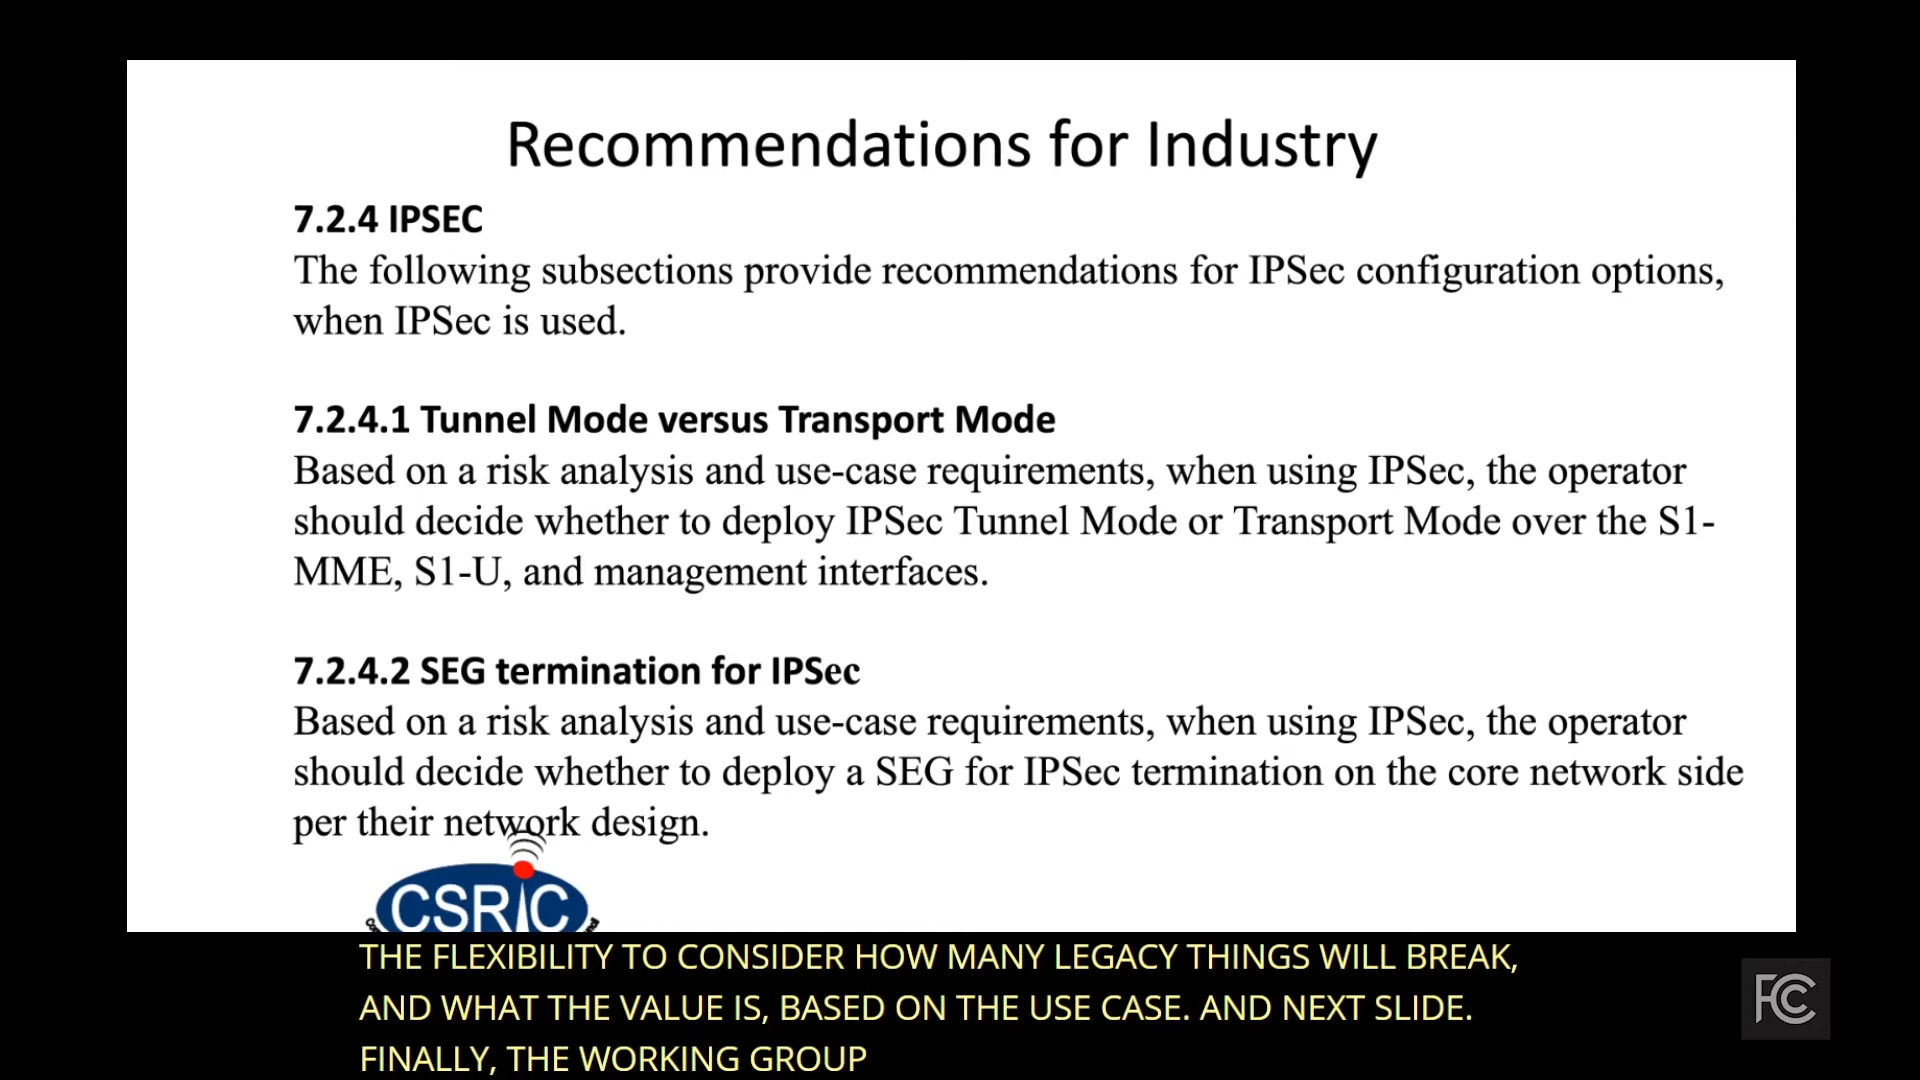 Recommendations for Industry
7.2.4 IPSEC
The following subsections provide recommendations for IPSec configuration options,
when IPSec is used.
7.2.4.1 Tunnel Mode versus Transport Mode
Based on a risk analysis and use-case requirements, when using IPSec, the operator
should decide whether to deploy IPSec Tunnel Mode or Transport Mode over the S1-
MME, S1-U, and management interfaces.
7.2.4.2 SEG termination for IPSec
Based on a risk analysis and use-case requirements, when using IPSec, the operator
should decide whether to deploy a SEG for IPSec termination on the core network side
per their network design.
CSRIC
THE FLEXIBILITY TO CONSIDER HOW MANY LEGACY THINGS WILL BREAK,
AND WHAT THE VALUE IS, BASED ON THE USE CASE. AND NEXT SLIDE.
FINALLY, THE WORKING GROUP
FCC